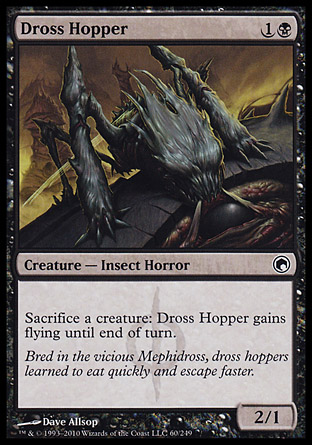 Dross Hopper 1
Creature — Insect Horror
Sacrifice a creature: Dross Hopper gains
flying until end of turn.
Bred in the vicious Mephidross, dross hoppers
learned to eat quickly and escape faster.
Dave Allsop
™ & © 1993–2010 Wizards of the Coast LLC 60/249
2/1